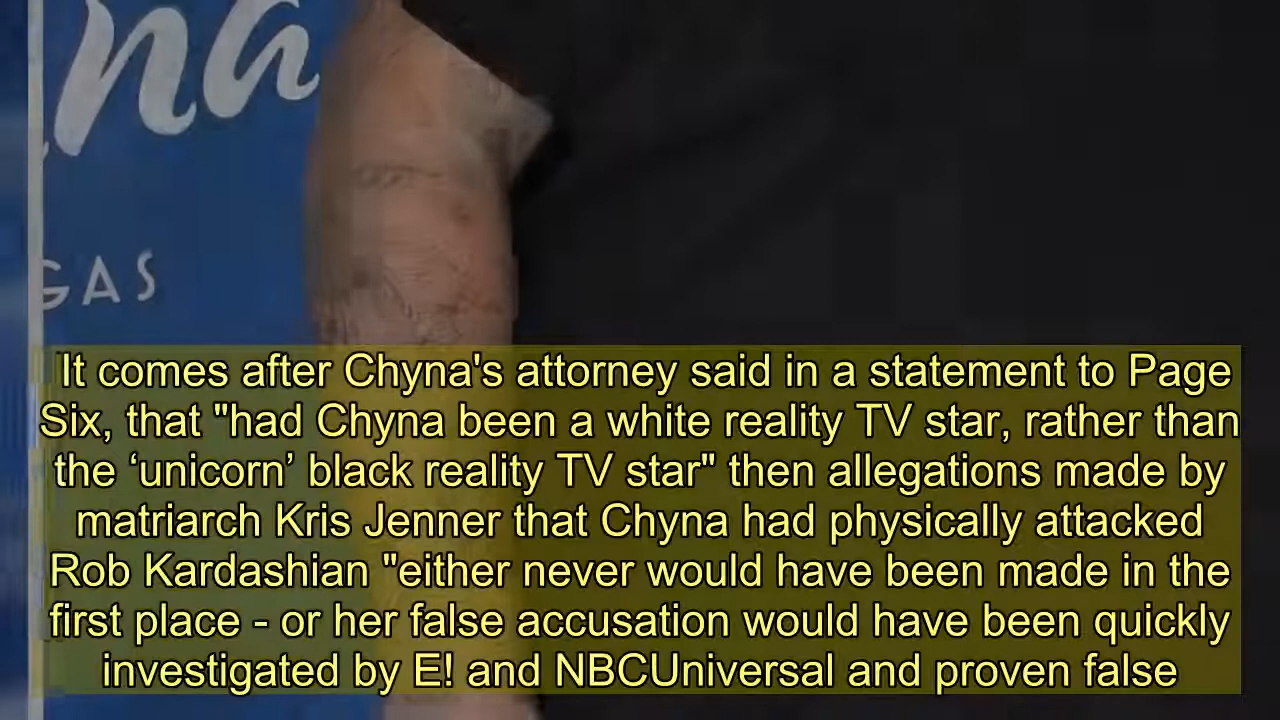 na
GAS
It comes after Chyna's attorney said in a statement to Page
Six, that "had Chyna been a white reality TV star, rather than
the ‘unicorn’ black reality TV star" then allegations made by
matriarch Kris Jenner that Chyna had physically attacked
Rob Kardashian "either never would have been made in the
first place - or her false accusation would have been quickly
investigated by E! and NBCUniversal and proven false